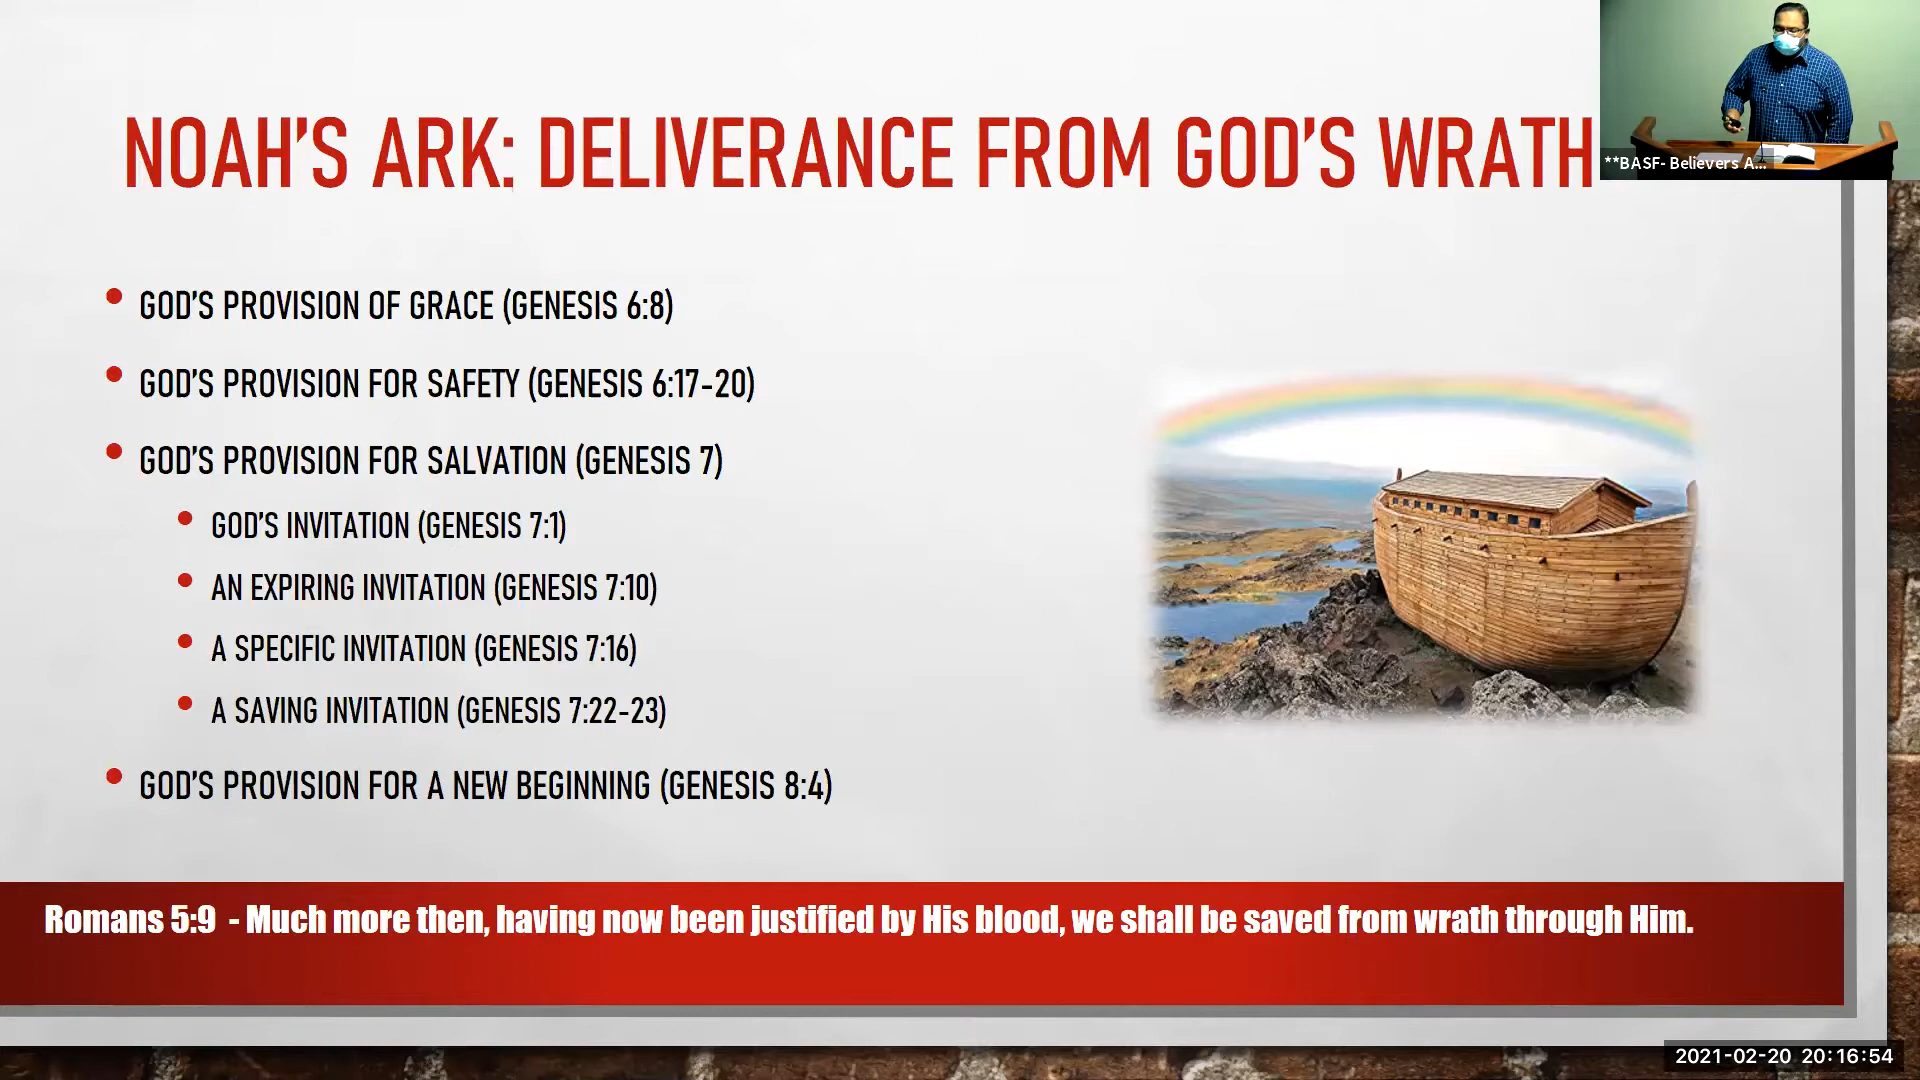 NOAH'S ARK: DELIVERANCE FROM GOD'S WRATH
**BASF- Believers A...
• GOD'S PROVISION OF GRACE (GENESIS 6:8)
• GOD'S PROVISION FOR SAFETY (GENESIS 6:17-20)
• GOD'S PROVISION FOR SALVATION (GENESIS 7)
• GOD'S INVITATION (GENESIS 7:1)
• AN EXPIRING INVITATION (GENESIS 7:10)
• A SPECIFIC INVITATION (GENESIS 7:16)
• A SAVING INVITATION (GENESIS 7:22-23)
• GOD'S PROVISION FOR A NEW BEGINNING (GENESIS 8:4)
Romans 5:9 - Much more then, having now been justified by His blood, we shall be saved from wrath through Him.
2021-02-20 20:16:54